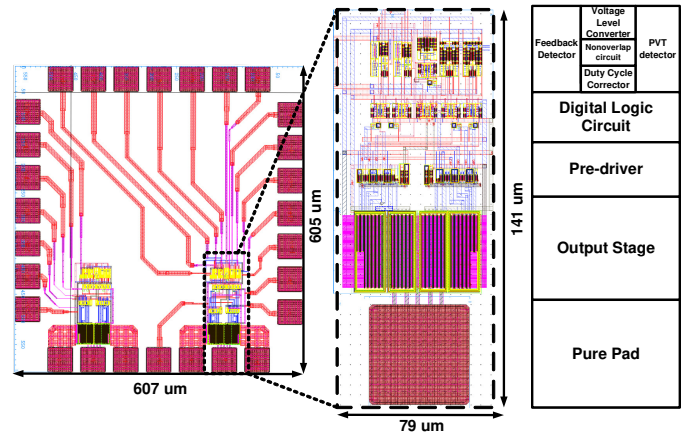 607 um
605 um
141 um
79 um
Feedback
Detector
Voltage
Level
Converter
Nonoverlap
circuit
Duty Cycle
Corrector
PVT
detector
Digital Logic
Circuit
Pre-driver
Output Stage
Pure Pad